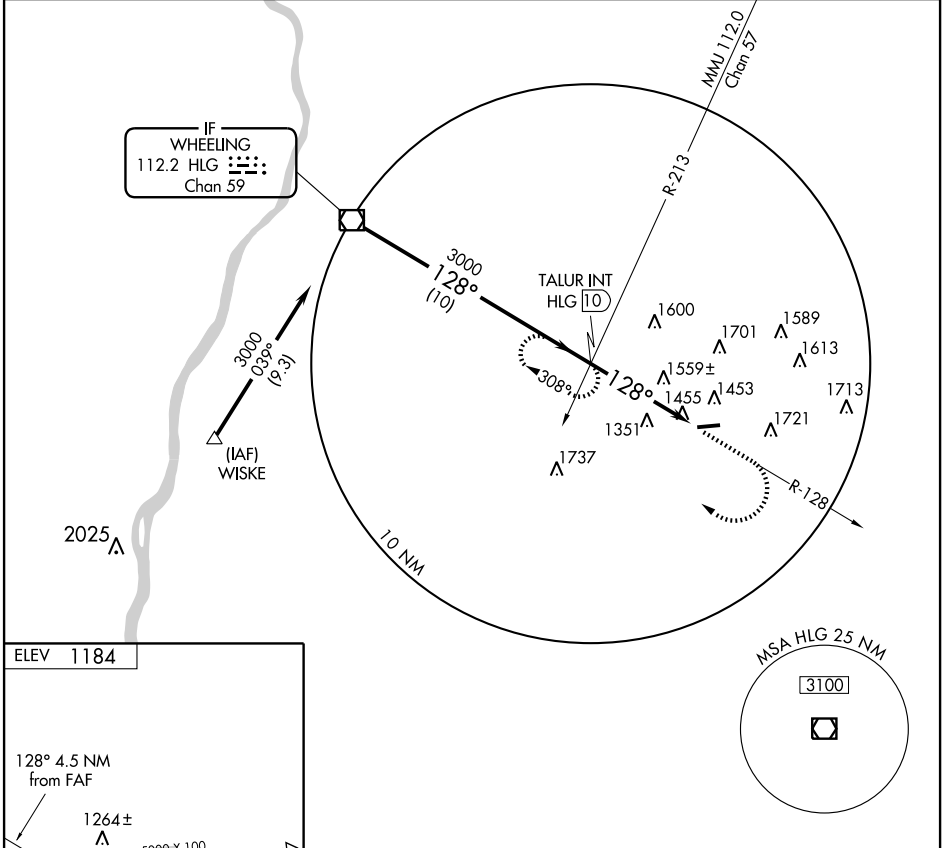 MMJ 112.0
Chan 57
R-213
IF
WHEELING
112.2 HLG
Chan 59
3000
128°
(10)
TALUR INT
HLG 10
3000
039°
(9.3)
(IAF)
WISKE
308°
128°
1600
1701
1589
1613
1559±
1453
1455
1713
1351
1721
1737
R-128
2025
10 NM
MSA HLG 25 NM
3100
ELEV 1184
128° 4.5 NM
from FAF
1264±